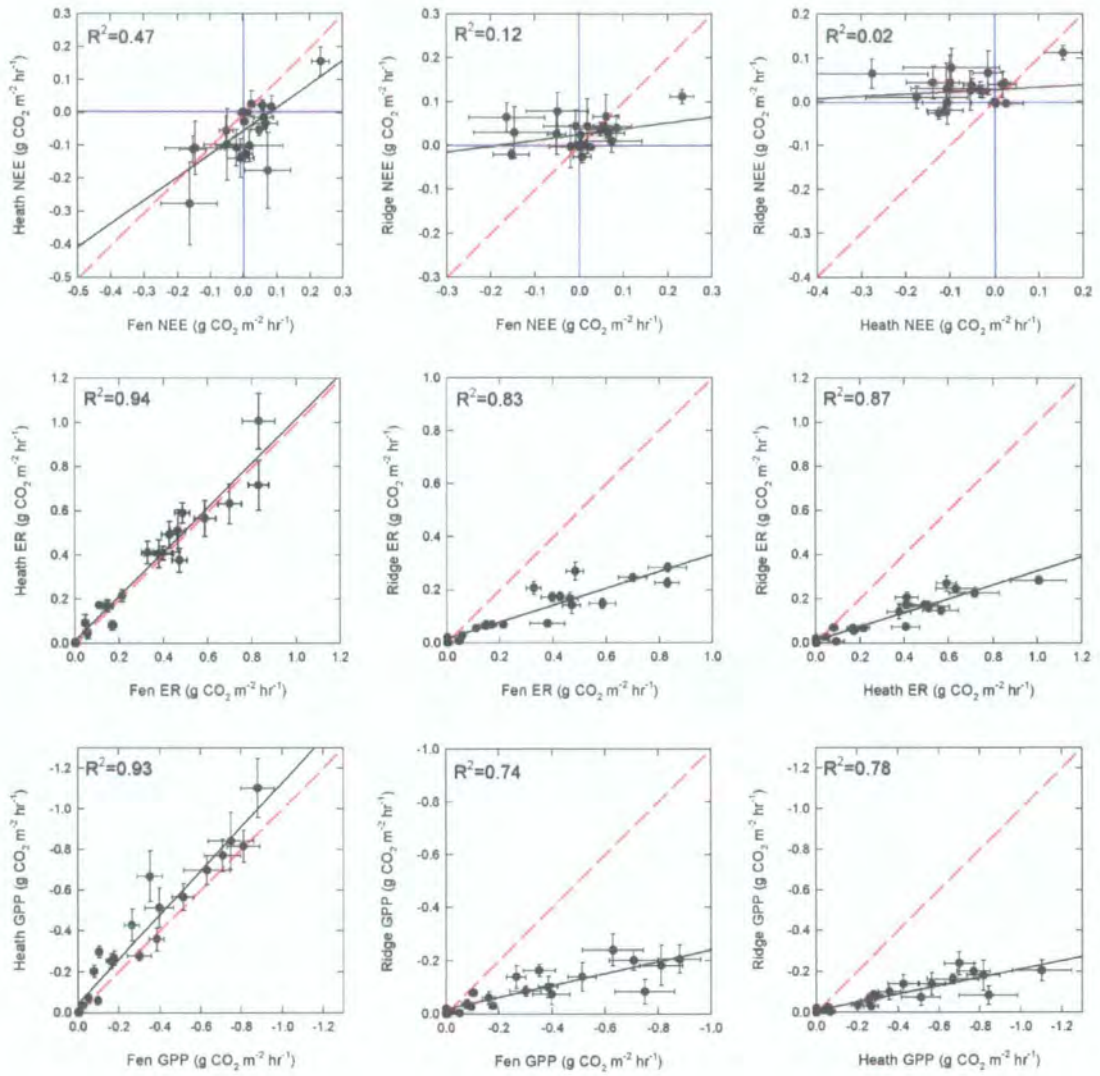 R²=0.47
0.3
0.2
0.1
0.0
-0.1
-0.2
-0.3
-0.4
-0.5
Heath NEE (g CO₂ m⁻² hr⁻¹)
-0.5 -0.4 -0.3 -0.2 -0.1 0.0 0.1 0.2 0.3
Fen NEE (g CO₂ m⁻² hr⁻¹)
R²=0.12
0.3
0.2
0.1
0.0
0.1
0.2
0.3
Ridge NEE (g CO₂ m⁻² hr⁻¹)
-0.3 -0.2 -0.1 0.0 0.1 0.2 0.3
Fen NEE (g CO₂ m⁻² hr⁻¹)
R²=0.02
0.2
0.1
0.0
-0.1
-0.2
-0.3
-0.4
Ridge NEE (g CO₂ m⁻² hr⁻¹)
-0.4 -0.3 -0.2 -0.1 0.0 0.1 0.2
Heath NEE (g CO₂ m⁻² hr⁻¹)
R²=0.94
1.2
1.0
0.8
0.6
0.4
0.2
0.0
Heath ER (g CO₂ m⁻² hr⁻¹)
0.0 0.2 0.4 0.6 0.8 1.0 1.2
Fen ER (g CO₂ m⁻² hr⁻¹)
R²=0.83
1.0
0.8
0.6
0.4
0.2
0.0
Ridge ER (g CO₂ m⁻² hr⁻¹)
0.0 0.2 0.4 0.6 0.8 1.0
Fen ER (g CO₂ m⁻² hr⁻¹)
R²=0.87
1.2
1.0
0.8
0.6
0.4
0.2
0.0
Ridge ER (g CO₂ m⁻² hr⁻¹)
0.0 0.2 0.4 0.6 0.8 1.0 1.2
Heath ER (g CO₂ m⁻² hr⁻¹)
R²=0.93
-1.2
-1.0
-0.8
-0.6
-0.4
-0.2
0.0
Heath GPP (g CO₂ m⁻² hr⁻¹)
0.0 -0.2 -0.4 -0.6 -0.8 -1.0 -1.2
Fen GPP (g CO₂ m⁻² hr⁻¹)
R²=0.74
-1.0
-0.8
-0.6
-0.4
-0.2
0.0
Ridge GPP (g CO₂ m⁻² hr⁻¹)
0.0 -0.2 -0.4 -0.6 -0.8 -1.0
Fen GPP (g CO₂ m⁻² hr⁻¹)
R²=0.78
-1.2
-1.0
-0.8
-0.6
-0.4
-0.2
0.0
Ridge GPP (g CO₂ m⁻² hr⁻¹)
0.0 -0.2 -0.4 -0.6 -0.8 -1.0 -1.2
Heath GPP (g CO₂ m⁻² hr⁻¹)